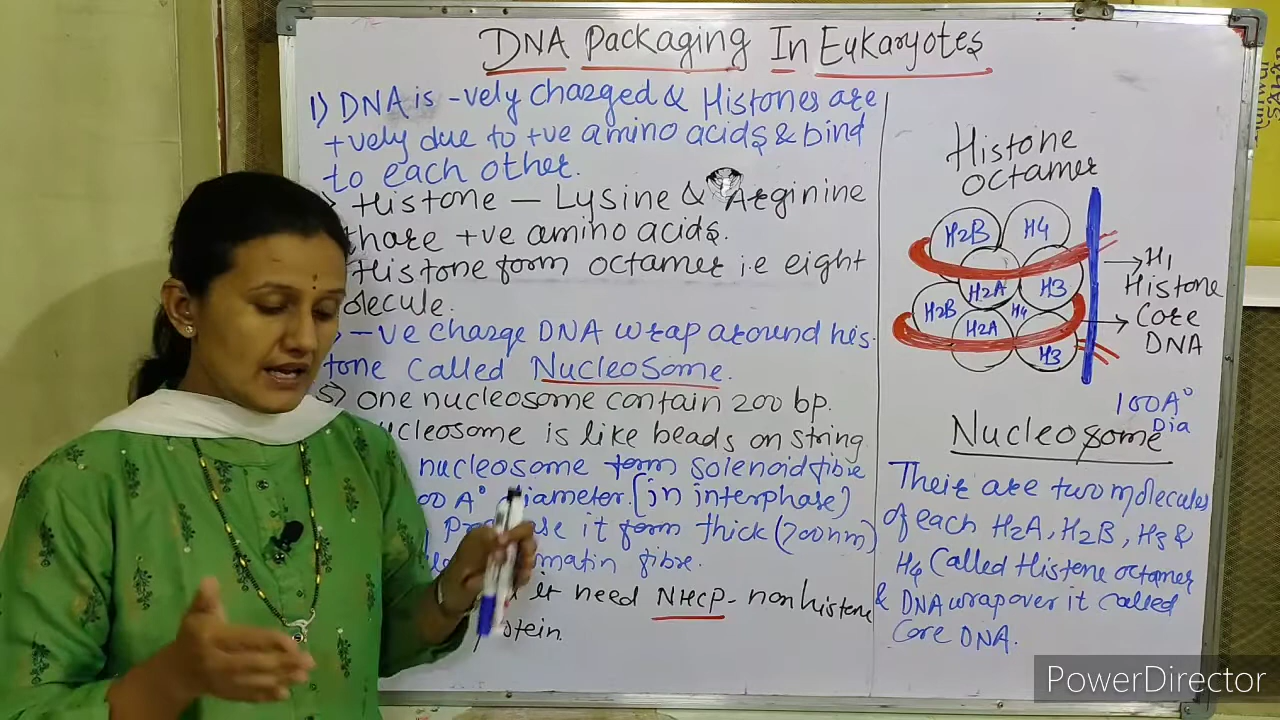 DNA Packaging In Eukaryotes
1) DNA is -vely charged & Histones are
+vely due to +ve amino acids & bind
to each other.
Histone — Lysine & Arginine
+ve amino acids.
Histone form octamer i.e eight
-ve charge DNA wrap around his-
tone called Nucleosome.
5) one nucleosome contain 200 bp.
is like beads on string
nucleosome form solenoid fibre
A° diameter. [in interphase)
it form thick (200nm)
fibre.
it need NHCP - non histone
Histone
Octamer
H2B H4
H2A H3
H2B H4
H2A
H3
H1
Histone
Core
DNA
100A°
Dia
Nucleosome
Their are two molecules
of each H2A, H2B, H3 &
H4 Called Histene octamer
& DNA wrap over it called
Core DNA.
PowerDirector